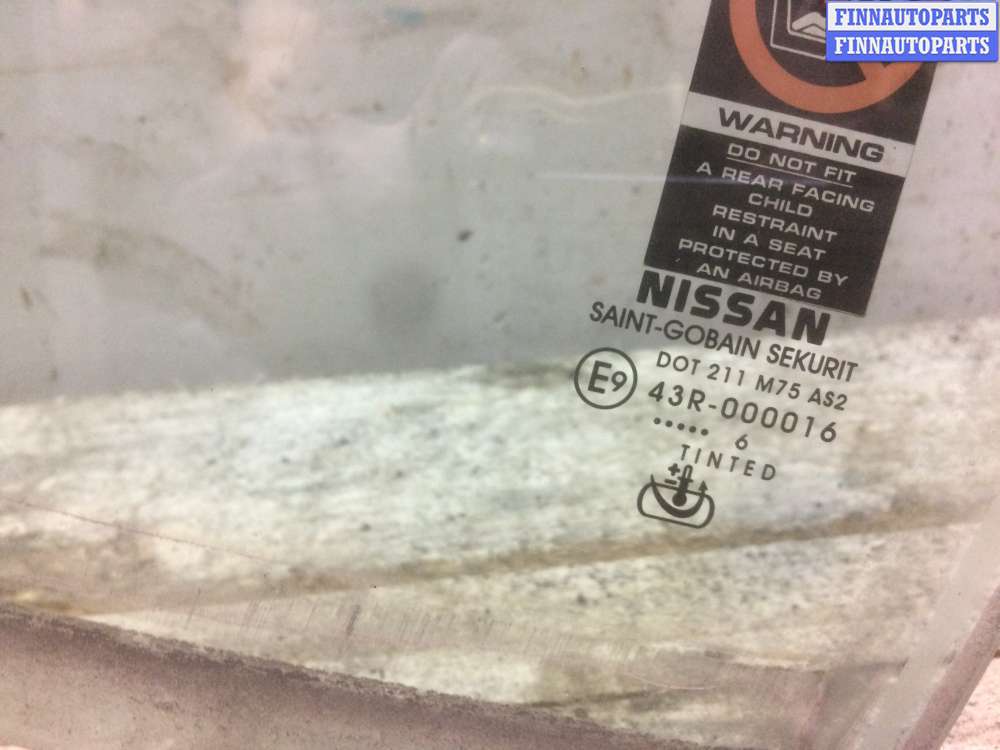 FINNAUTOPARTS
FINNAUTOPARTS
WARNING
DO NOT FIT
A REAR FACING
CHILD
RESTRAINT
IN A SEAT
PROTECTED BY
AN AIRBAG
NISSAN
SAINT-GOBAIN SEKURIT
DOT 211 M75 AS2
E9 43R-000016
..... 6
TINTED